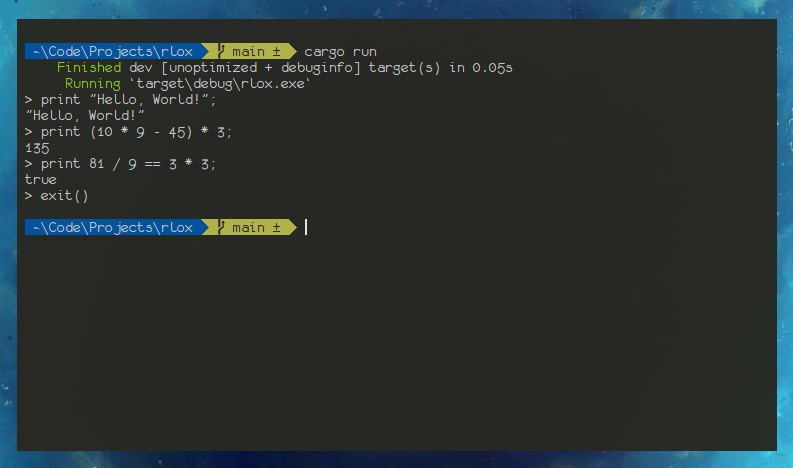 ~\Code\Projects\rlox main ± cargo run
Finished dev [unoptimized + debuginfo] target(s) in 0.05s
Running `target\debug\rlox.exe`
> print "Hello, World!";
"Hello, World!"
> print (10 * 9 - 45) * 3;
135
> print 81 / 9 == 3 * 3;
true
> exit()
~\Code\Projects\rlox main ±